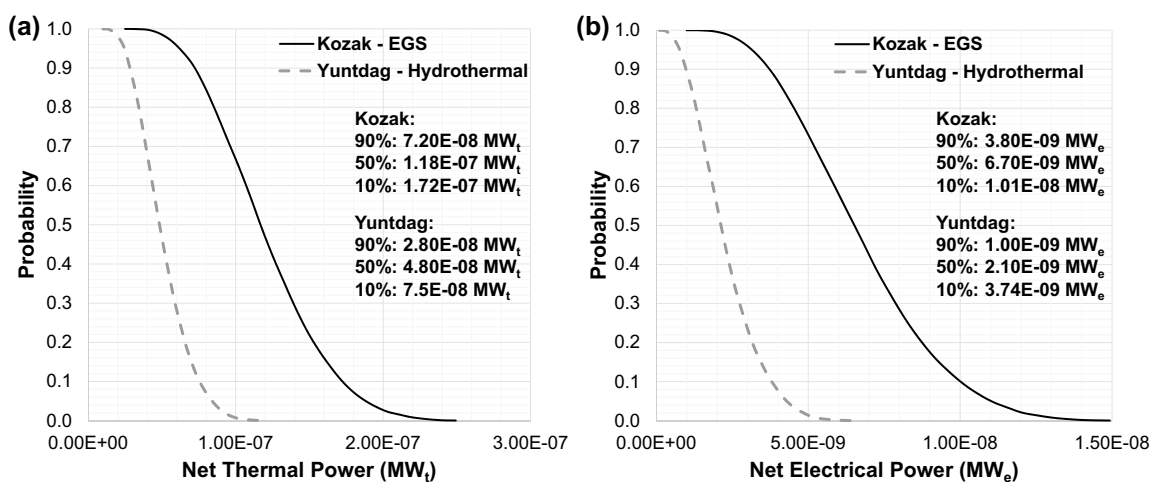 (a)
1.0
0.9
0.8
0.7
0.6
0.5
0.4
0.3
0.2
0.1
0.0
Probability
Kozak - EGS
Yuntdag - Hydrothermal
Kozak:
90%: 7.20E-08 MWt
50%: 1.18E-07 MWt
10%: 1.72E-07 MWt
Yuntdag:
90%: 2.80E-08 MWt
50%: 4.80E-08 MWt
10%: 7.5E-08 MWt
0.00E+00 1.00E-07 2.00E-07 3.00E-07
Net Thermal Power (MWt)
(b)
1.0
0.9
0.8
0.7
0.6
0.5
0.4
0.3
0.2
0.1
0.0
Probability
Kozak - EGS
Yuntdag - Hydrothermal
Kozak:
90%: 3.80E-09 MWe
50%: 6.70E-09 MWe
10%: 1.01E-08 MWe
Yuntdag:
90%: 1.00E-09 MWe
50%: 2.10E-09 MWe
10%: 3.74E-09 MWe
0.00E+00 5.00E-09 1.00E-08 1.50E-08
Net Electrical Power (MWe)